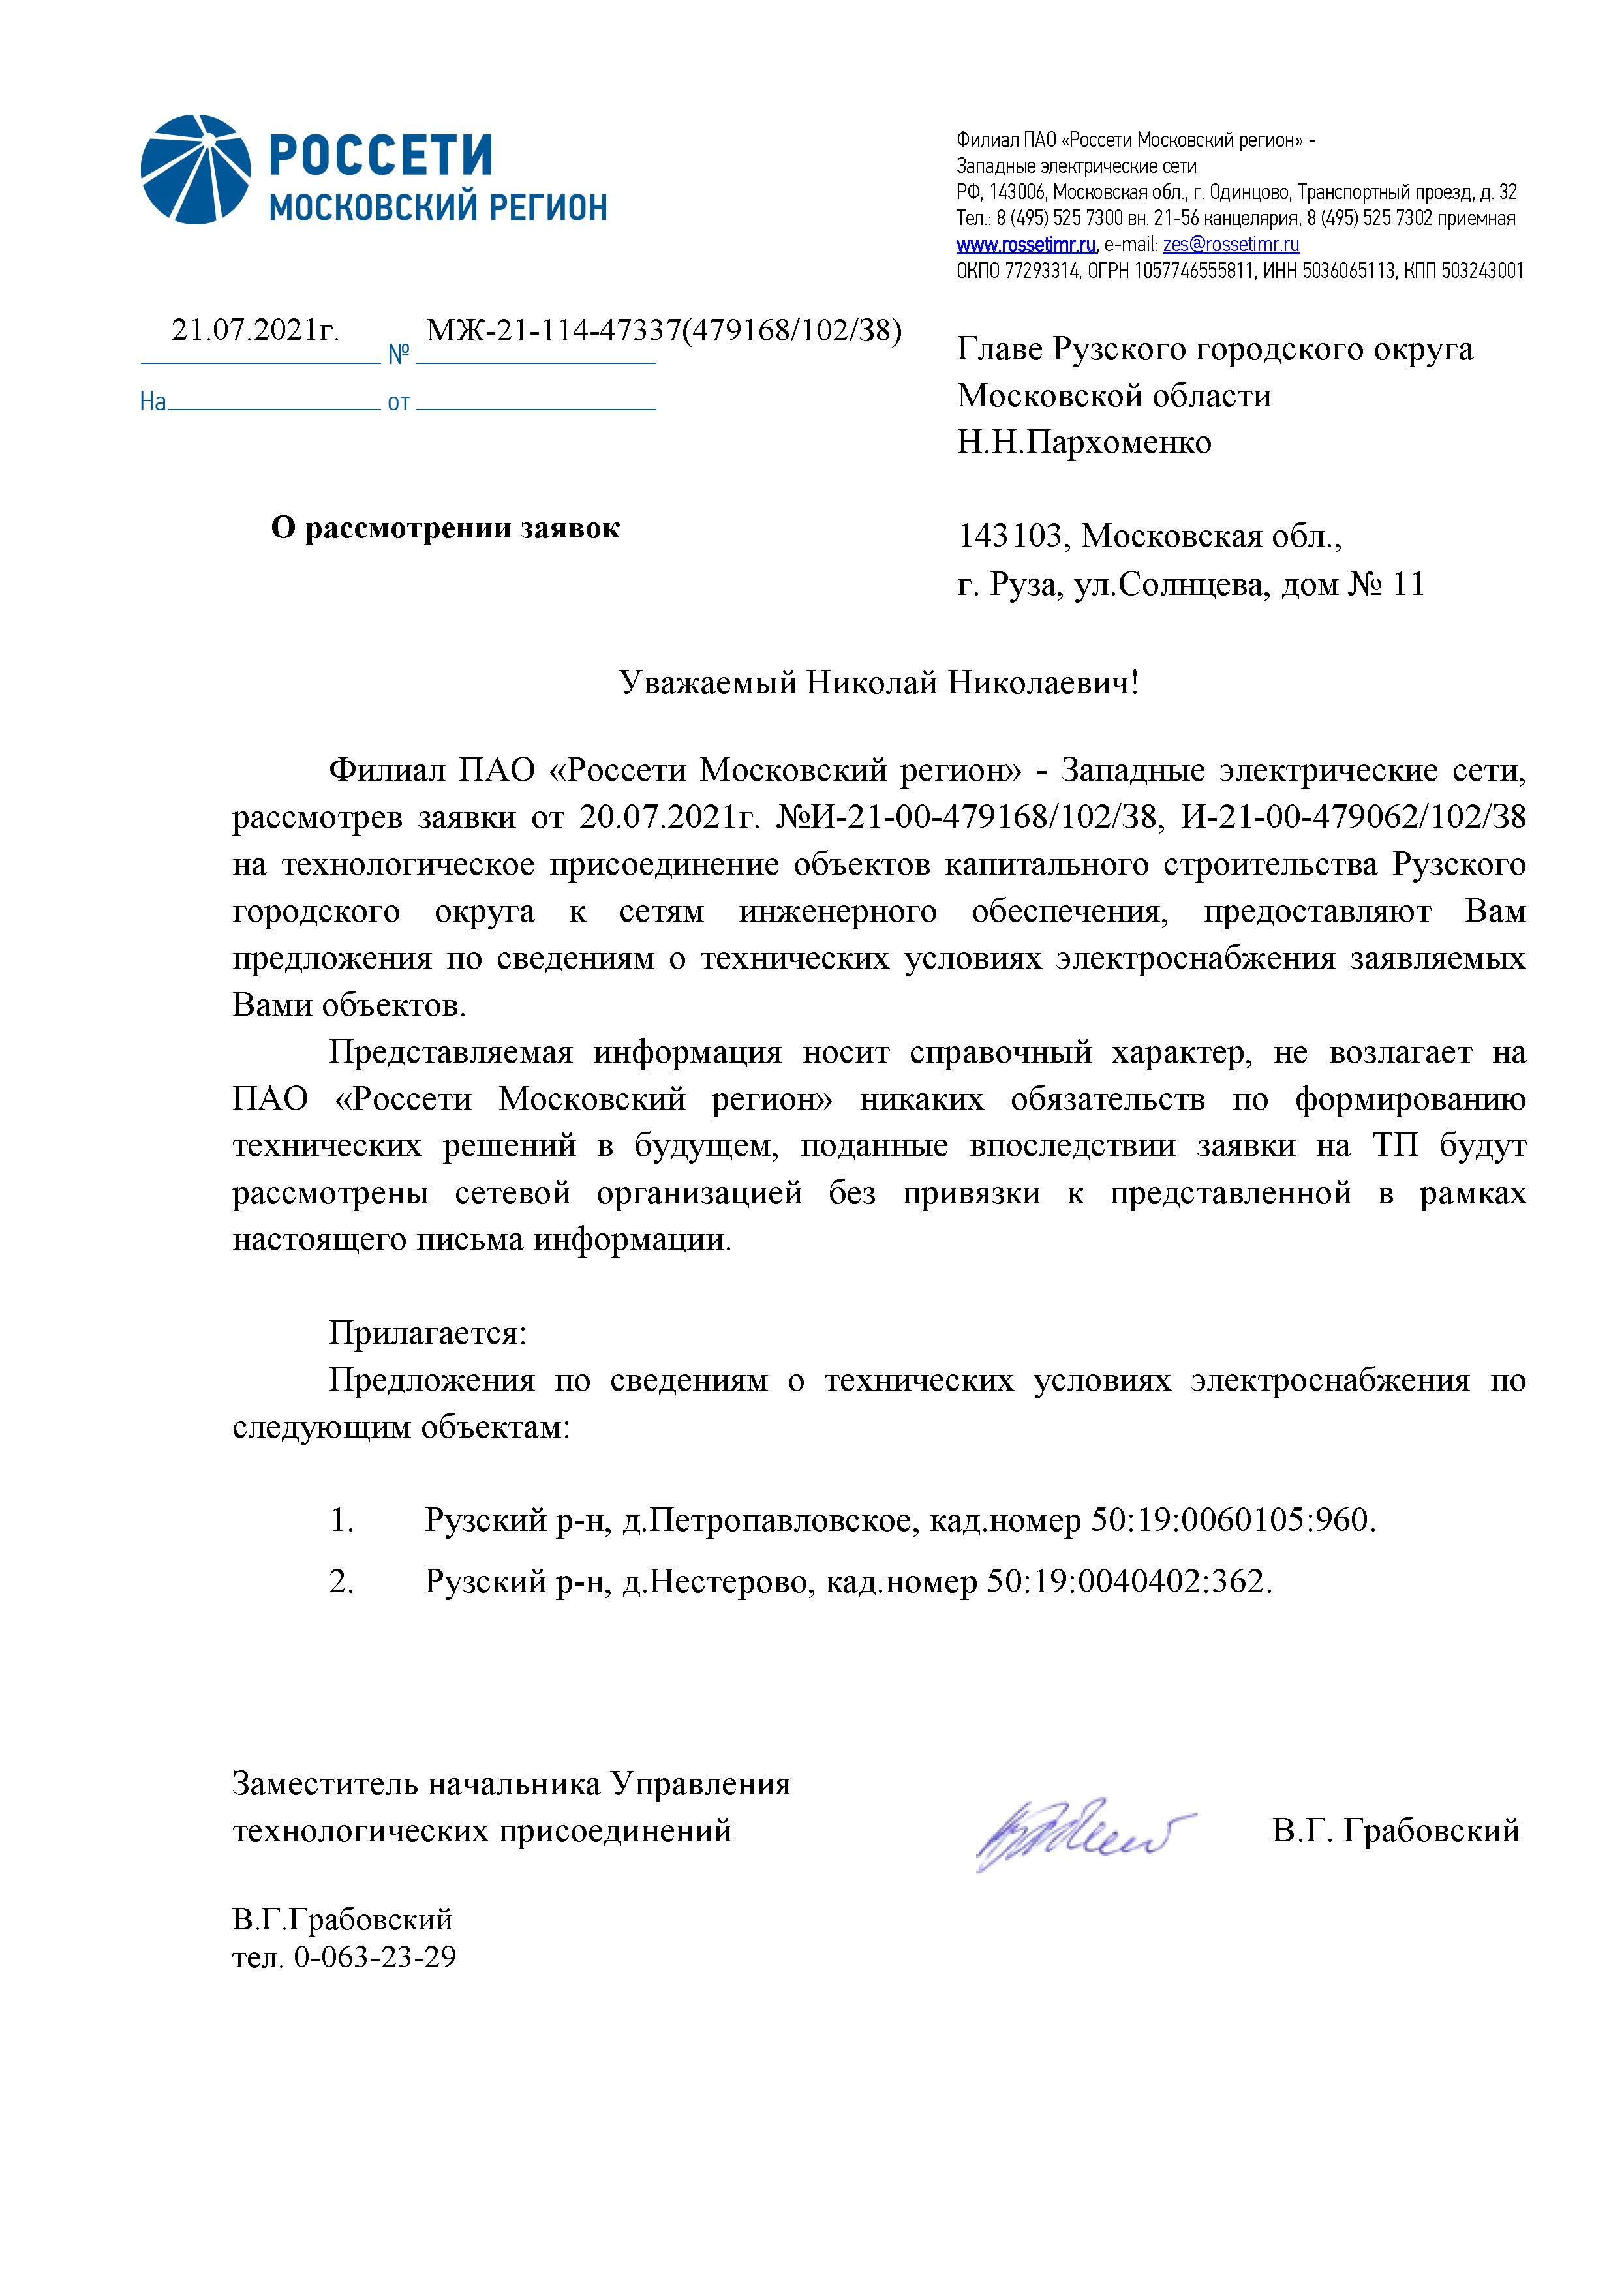 РОССЕТИ
МОСКОВСКИЙ РЕГИОН
Филиал ПАО «Россети Московский регион» -
Западные электрические сети
РФ, 143006, Московская обл., г. Одинцово, Транспортный проезд, д. 32
Тел.: 8 (495) 525 7300 вн. 21-56 канцелярия, 8 (495) 525 7302 приемная
www.rossetimr.ru, e-mail: zes@rossetimr.ru
ОКПО 77293314, ОГРН 1057746555811, ИНН 5036065113, КПП 503243001
21.07.2021г. № МЖ-21-114-47337(479168/102/38)
На от
Главе Рузского городского округа
Московской области
Н.Н.Пархоменко
О рассмотрении заявок
143103, Московская обл.,
г. Руза, ул.Солнцева, дом № 11
Уважаемый Николай Николаевич!
Филиал ПАО «Россети Московский регион» - Западные электрические сети,
рассмотрев заявки от 20.07.2021г. №И-21-00-479168/102/38, И-21-00-479062/102/38
на технологическое присоединение объектов капитального строительства Рузского
городского округа к сетям инженерного обеспечения, предоставляют Вам
предложения по сведениям о технических условиях электроснабжения заявляемых
Вами объектов.
Представляемая информация носит справочный характер, не возлагает на
ПАО «Россети Московский регион» никаких обязательств по формированию
технических решений в будущем, поданные впоследствии заявки на ТП будут
рассмотрены сетевой организацией без привязки к представленной в рамках
настоящего письма информации.
Прилагается:
Предложения по сведениям о технических условиях электроснабжения по
следующим объектам:
1. Рузский р-н, д.Петропавловское, кад.номер 50:19:0060105:960.
2. Рузский р-н, д.Нестерово, кад.номер 50:19:0040402:362.
Заместитель начальника Управления
технологических присоединений В.Г. Грабовский
В.Г.Грабовский
тел. 0-063-23-29